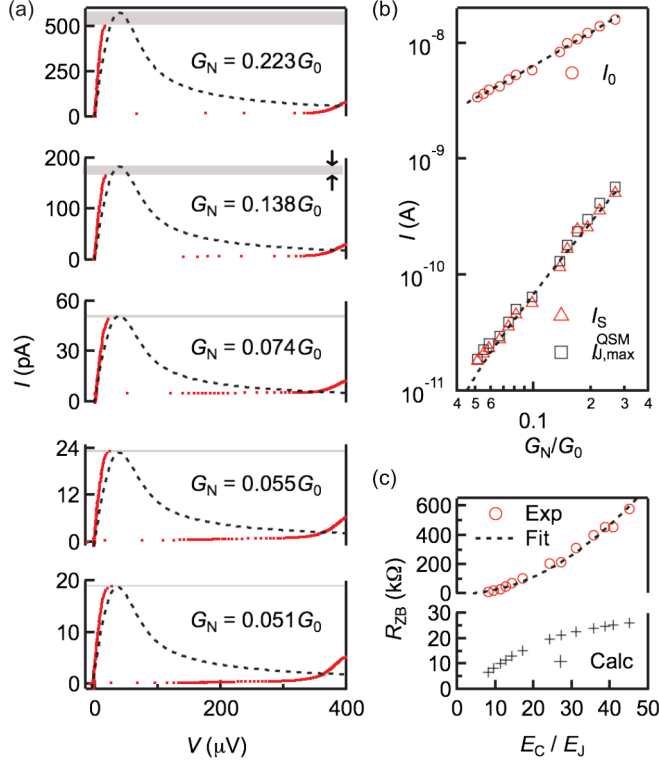 (a)
500
250
0
G_N = 0.223G_0
200
100
0
G_N = 0.138G_0
I (pA)
60
30
0
G_N = 0.074G_0
24
12
0
G_N = 0.055G_0
20
10
0
G_N = 0.051G_0
0
200
400
V (μV)
(b)
10^-8
10^-9
10^-10
10^-11
I (A)
I_0
I_S
I_J,max^QSM
4 5 6 0.1 2 3 4
G_N/G_0
(c)
600
400
200
0
Exp
Fit
R_ZB (kΩ)
30
20
10
0
Calc
0 10 20 30 40 50
E_C / E_J